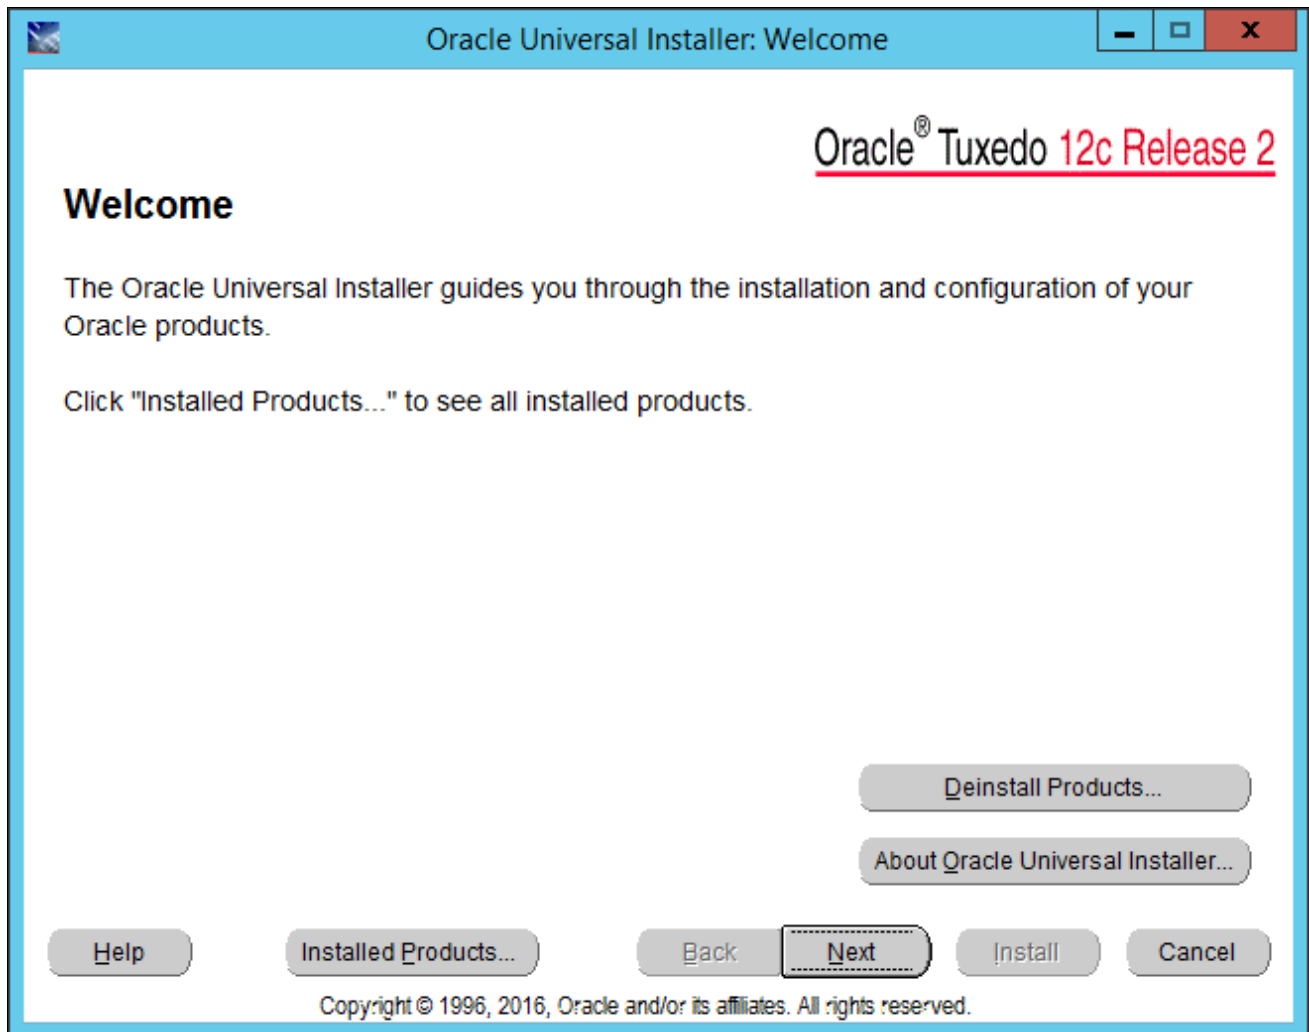 Oracle Universal Installer: Welcome
Oracle® Tuxedo 12c Release 2
Welcome
The Oracle Universal Installer guides you through the installation and configuration of your
Oracle products.
Click "Installed Products..." to see all installed products.
Deinstall Products...
About Oracle Universal Installer...
Help Installed Products... Back Next Install Cancel
Copyright © 1996, 2016, Oracle and/or its affiliates. All rights reserved.